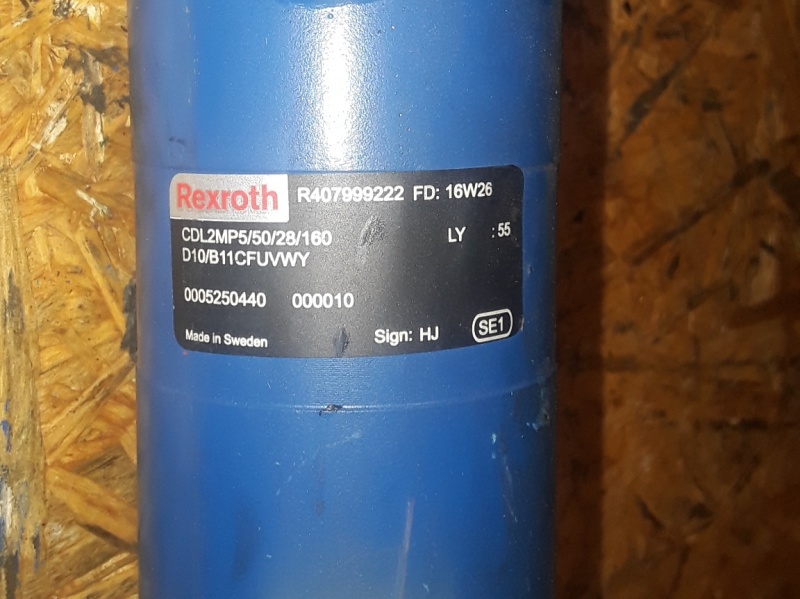 Rexroth R407999222 FD: 16W26
CDL2MP5/50/28/160 LY : 55
D10/B11CFUVWY
0005250440 000010
Made in Sweden Sign: HJ SE1